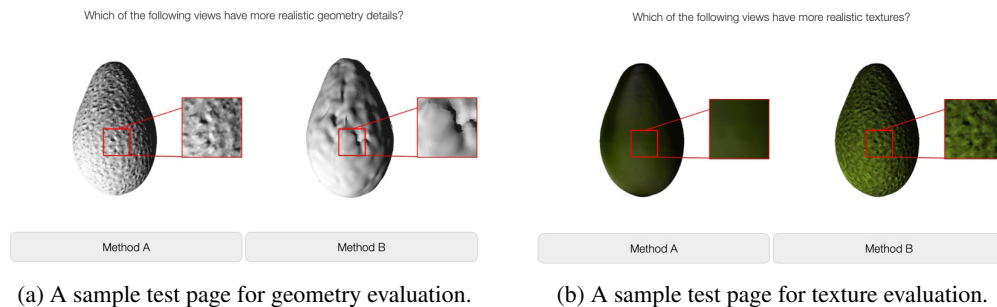 Which of the following views have more realistic geometry details?
Method A
Method B
(a) A sample test page for geometry evaluation.
Which of the following views have more realistic textures?
Method A
Method B
(b) A sample test page for texture evaluation.